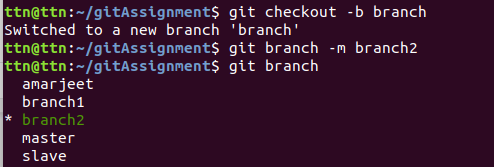 ttn@ttn:~/gitAssignment$ git checkout -b branch
Switched to a new branch 'branch'
ttn@ttn:~/gitAssignment$ git branch -m branch2
ttn@ttn:~/gitAssignment$ git branch
  amarjeet
  branch1
* branch2
  master
  slave